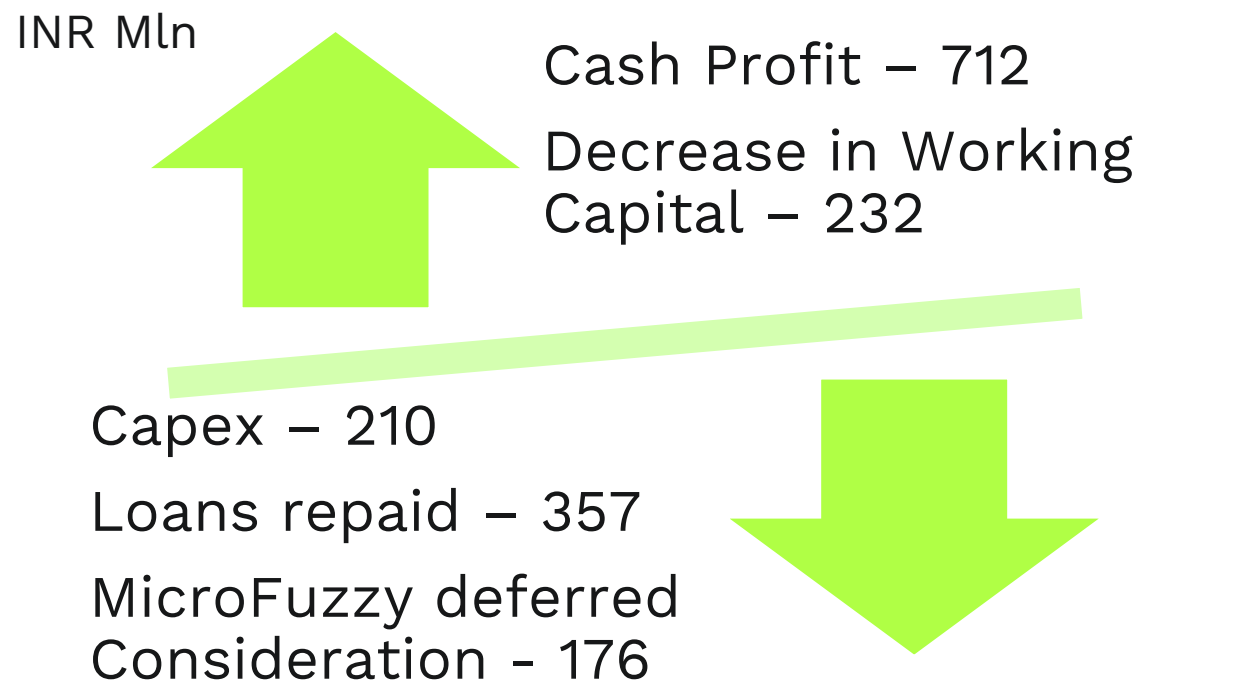 INR Mln
Cash Profit – 712
Decrease in Working
Capital – 232
Capex – 210
Loans repaid – 357
MicroFuzzy deferred
Consideration - 176